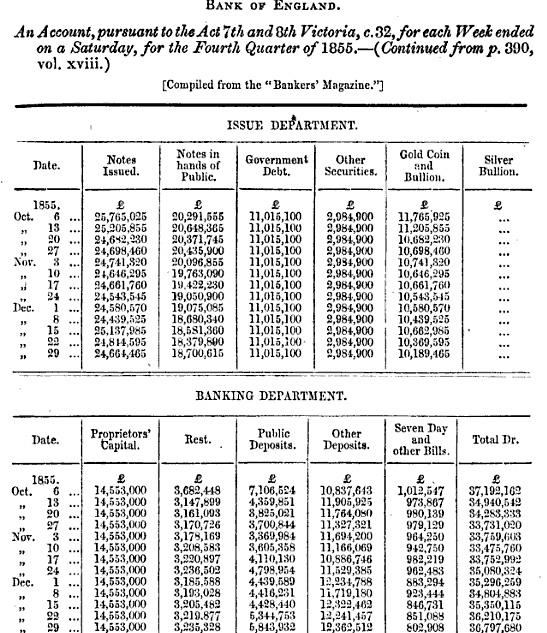 BANK OF ENGLAND.
An Account, pursuant to the Act 7th and 8th Victoria, c. 32, for each Week ended
on a Saturday, for the Fourth Quarter of 1855,—(Continued from p. 390,
vol. xviii.)
[Compiled from the "Bankers' Magazine."]
ISSUE DEPARTMENT.
Date. Notes Issued. Notes in hands of Public. Government Debt. Other Securities. Gold Coin and Bullion. Silver Bullion.
1855. £ £ £ £ £ £
Oct. 6 ... 25,765,925 20,291,555 11,015,100 2,984,900 11,765,925 ...
„ 13 ... 25,205,855 20,648,365 11,015,100 2,984,900 11,205,855 ...
„ 20 ... 24,682,230 20,371,745 11,015,100 2,984,900 10,682,230 ...
„ 27 ... 24,698,460 20,435,900 11,015,100 2,984,900 10,698,460 ...
Nov. 3 ... 24,741,320 20,096,855 11,015,100 2,984,900 10,741,320 ...
„ 10 ... 24,646,295 19,763,090 11,015,100 2,984,900 10,646,295 ...
„ 17 ... 24,661,760 19,422,230 11,015,100 2,984,900 10,661,760 ...
„ 24 ... 24,543,545 19,050,900 11,015,100 2,984,900 10,543,545 ...
Dec. 1 ... 24,580,570 19,075,085 11,015,100 2,984,900 10,580,570 ...
„ 8 ... 24,439,525 18,680,340 11,015,100 2,984,900 10,439,525 ...
„ 15 ... 25,137,985 18,581,360 11,015,100 2,984,900 10,662,985 ...
„ 22 ... 24,844,595 18,379,890 11,015,100 2,984,900 10,369,595 ...
„ 29 ... 24,664,465 18,700,615 11,015,100 2,984,900 10,189,465 ...
BANKING DEPARTMENT.
Date. Proprietors' Capital. Rest. Public Deposits. Other Deposits. Seven Day and other Bills. Total Dr.
1855. £ £ £ £ £ £
Oct. 6 ... 14,553,000 3,682,448 7,106,524 10,837,643 1,012,547 37,192,162
„ 13 ... 14,553,000 3,147,899 4,359,851 11,905,925 973,867 34,940,542
„ 20 ... 14,553,000 3,161,093 3,825,021 11,764,080 980,139 34,283,333
„ 27 ... 14,553,000 3,170,726 3,700,844 11,327,321 979,129 33,731,020
Nov. 3 ... 14,553,000 3,178,169 3,369,984 11,694,200 964,250 33,759,603
„ 10 ... 14,553,000 3,208,583 3,605,358 11,166,069 942,750 33,475,760
„ 17 ... 14,553,000 3,220,897 4,110,130 10,886,746 982,219 33,752,992
„ 24 ... 14,553,000 3,236,502 4,798,954 11,529,385 962,483 35,080,324
Dec. 1 ... 14,553,000 3,185,588 4,439,589 12,234,788 883,294 35,296,259
„ 8 ... 14,553,000 3,193,028 4,416,231 11,719,180 923,444 34,804,883
„ 15 ... 14,553,000 3,205,482 4,428,440 12,322,462 846,731 35,356,115
„ 22 ... 14,553,000 3,219,877 5,344,753 12,241,457 851,088 36,210,175
„ 29 ... 14,553,000 3,235,328 5,843,932 12,362,512 802,908 36,797,680